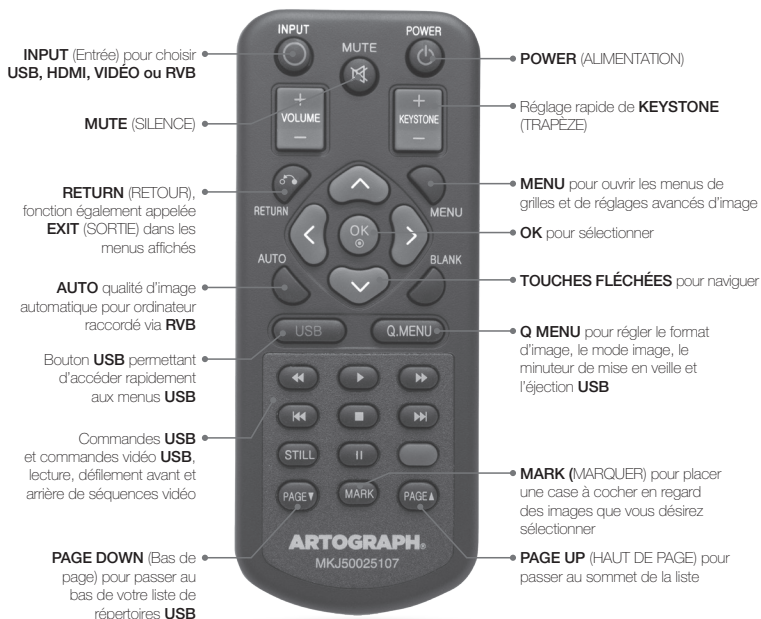 INPUT
POWER
MUTE
VOLUME
KEYSTONE
RETURN
MENU
OK
AUTO
BLANK
USB
Q.MENU
STILL
PAGE▼
MARK
PAGE▲
ARTOGRAPH®
MKJ50025107
INPUT (Entrée) pour choisir
USB, HDMI, VIDÉO ou RVB
MUTE (SILENCE)
RETURN (RETOUR),
fonction également appelée
EXIT (SORTIE) dans les
menus affichés
AUTO qualité d'image
automatique pour ordinateur
raccordé via RVB
Bouton USB permettant
d'accéder rapidement
aux menus USB
Commandes USB
et commandes vidéo USB,
lecture, défilement avant et
arrière de séquences vidéo
PAGE DOWN (Bas de
page) pour passer au
bas de votre liste de
répertoires USB
POWER (ALIMENTATION)
Réglage rapide de KEYSTONE
(TRAPÈZE)
MENU pour ouvrir les menus de
grilles et de réglages avancés d'image
OK pour sélectionner
TOUCHES FLÉCHÉES pour naviguer
Q MENU pour régler le format
d'image, le mode image, le
minuteur de mise en veille et
l'éjection USB
MARK (MARQUER) pour placer
une case à cocher en regard
des images que vous désirez
sélectionner
PAGE UP (HAUT DE PAGE) pour
passer au sommet de la liste